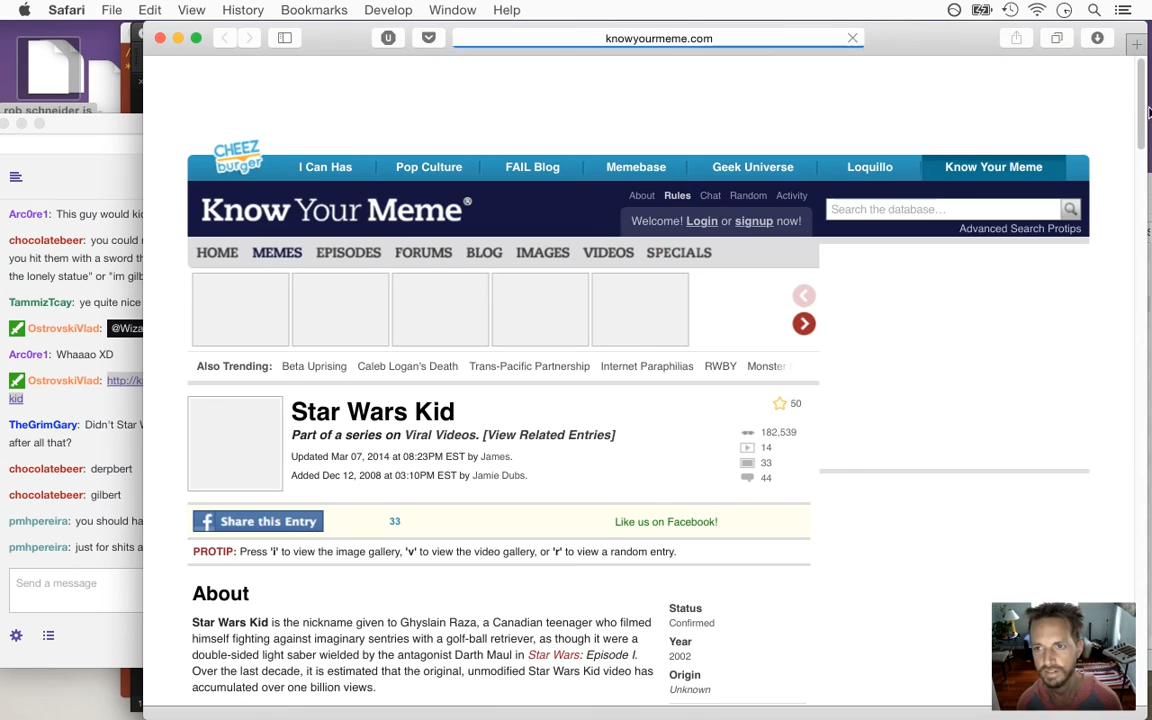 Safari File Edit View History Bookmarks Develop Window Help
knowyourmeme.com
rob schneider is
CHEEZ burger
I Can Has Pop Culture FAIL Blog Memebase Geek Universe Loquillo Know Your Meme
About Rules Chat Random Activity
Know Your Meme®
Welcome! Login or signup now!
Search the database...
Advanced Search Protips
HOME MEMES EPISODES FORUMS BLOG IMAGES VIDEOS SPECIALS
Also Trending: Beta Uprising Caleb Logan's Death Trans-Pacific Partnership Internet Paraphilias RWBY Monster
Star Wars Kid
50
Part of a series on Viral Videos. [View Related Entries]
182,539
14
33
44
Updated Mar 07, 2014 at 08:23PM EST by James.
Added Dec 12, 2008 at 03:10PM EST by Jamie Dubs.
f Share this Entry 33 Like us on Facebook!
PROTIP: Press 'i' to view the image gallery, 'v' to view the video gallery, or 'r' to view a random entry.
About
Star Wars Kid is the nickname given to Ghyslain Raza, a Canadian teenager who filmed
himself fighting against imaginary sentries with a golf-ball retriever, as though it were a
double-sided light saber wielded by the antagonist Darth Maul in Star Wars: Episode I.
Over the last decade, it is estimated that the original, unmodified Star Wars Kid video has
accumulated over one billion views.
Status
Confirmed
Year
2002
Origin
Unknown
Arc0re1: This guy would
chocolatebeer: you could
you hit them with a sword
the lonely statue" or "im
TammizTcay: ye quite nice
OstrovskiVlad: @Wiza
Arc0re1: Whaaao XD
OstrovskiVlad: http://k
kid
TheGrimGary: Didn't Star
after all that?
chocolatebeer: derpbert
chocolatebeer: gilbert
pmhpereira: you should
pmhpereira: just for shits
Send a message